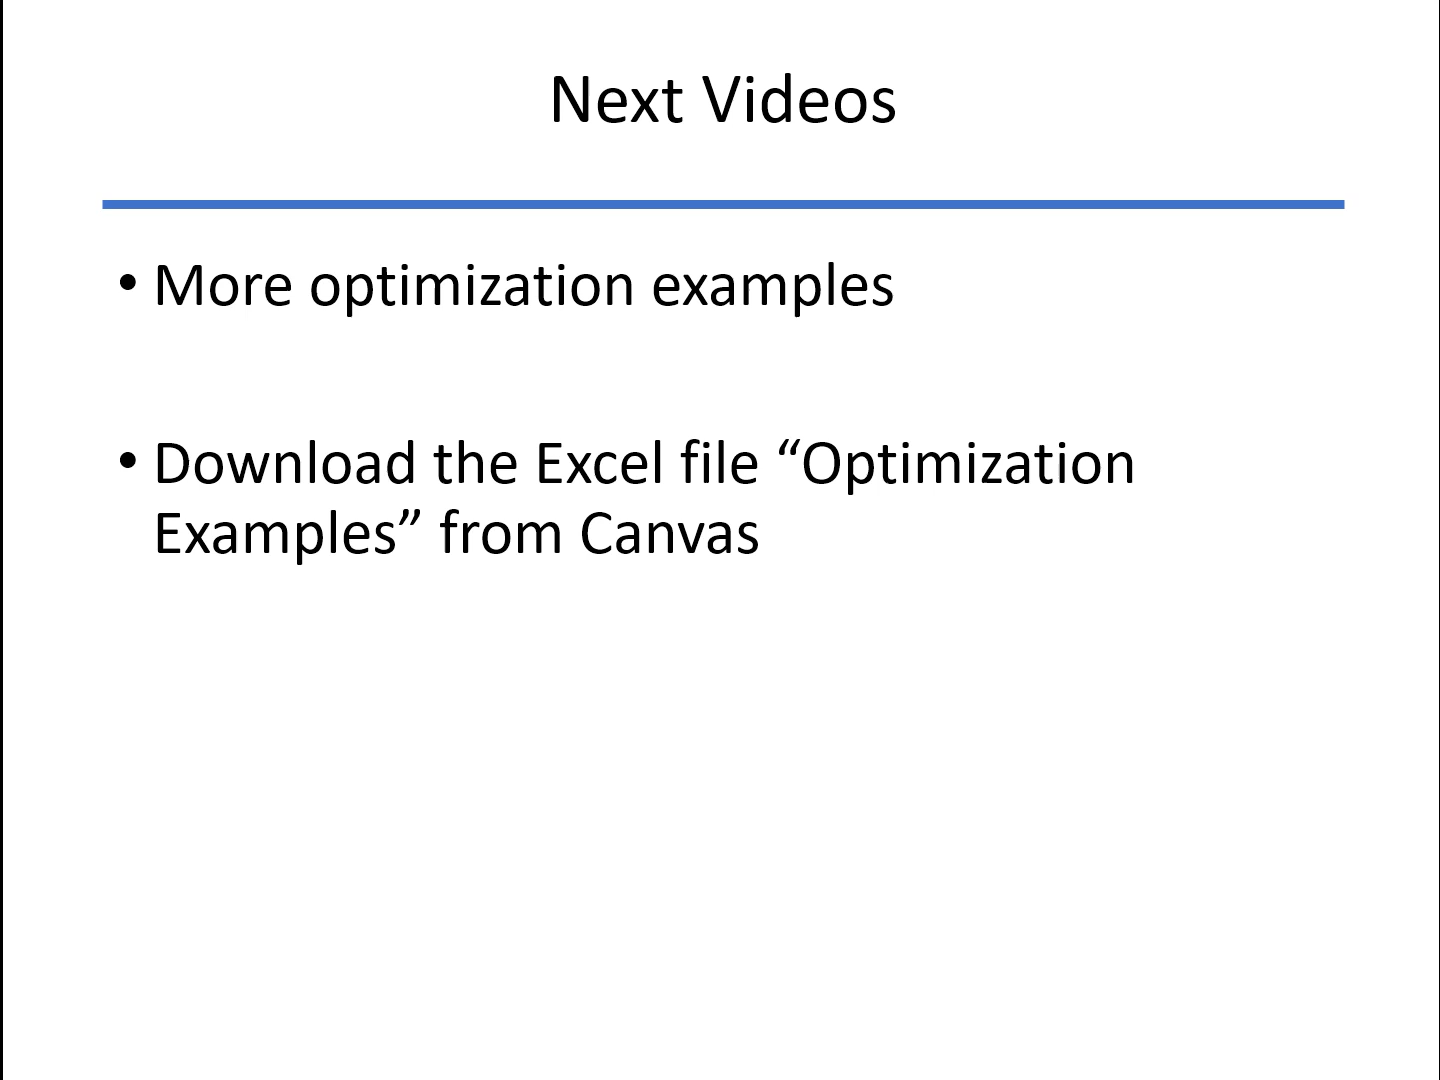 Next Videos
• More optimization examples
• Download the Excel file “Optimization
Examples” from Canvas